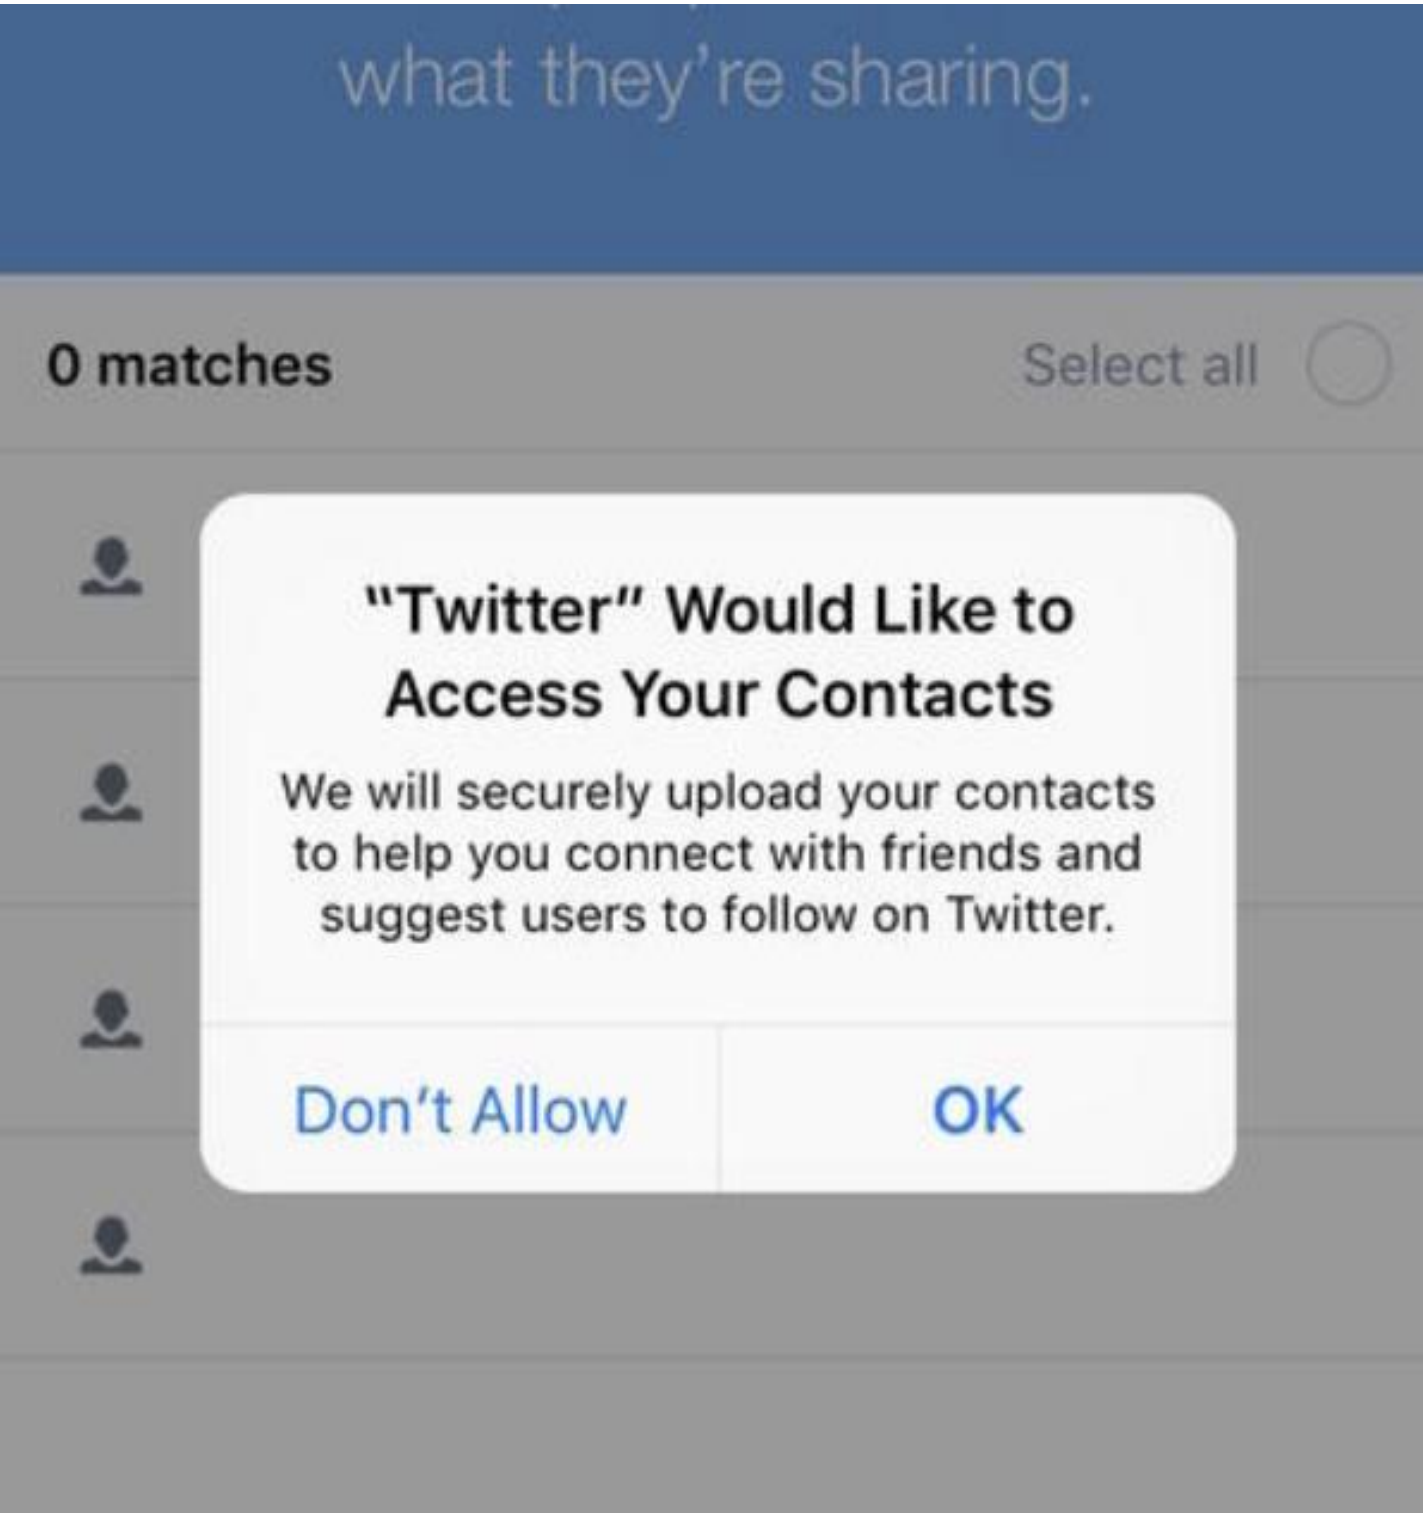 what they're sharing.
0 matches
Select all
"Twitter" Would Like to
Access Your Contacts
We will securely upload your contacts
to help you connect with friends and
suggest users to follow on Twitter.
Don't Allow
OK